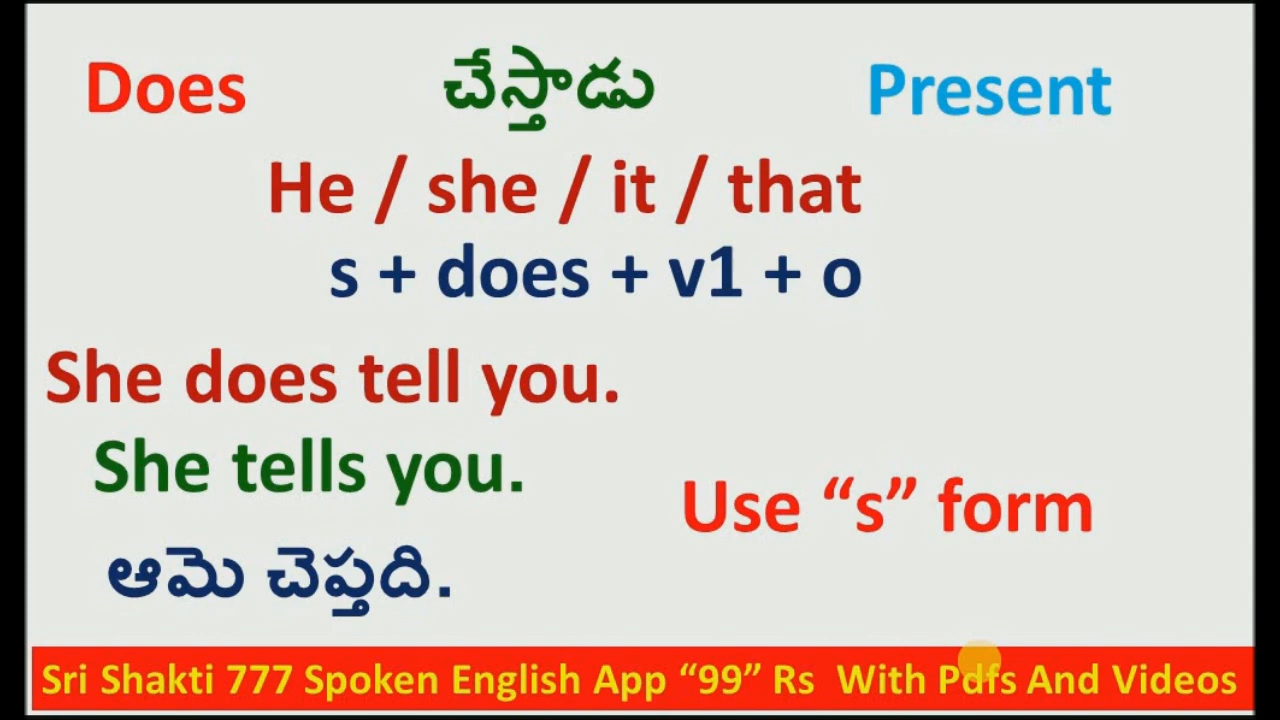 Does చేస్తాడు Present
He / she / it / that
s + does + v1 + o
She does tell you.
She tells you.
Use “s” form
ఆమె చెప్తది.
Sri Shakti 777 Spoken English App “99” Rs With Pdfs And Videos